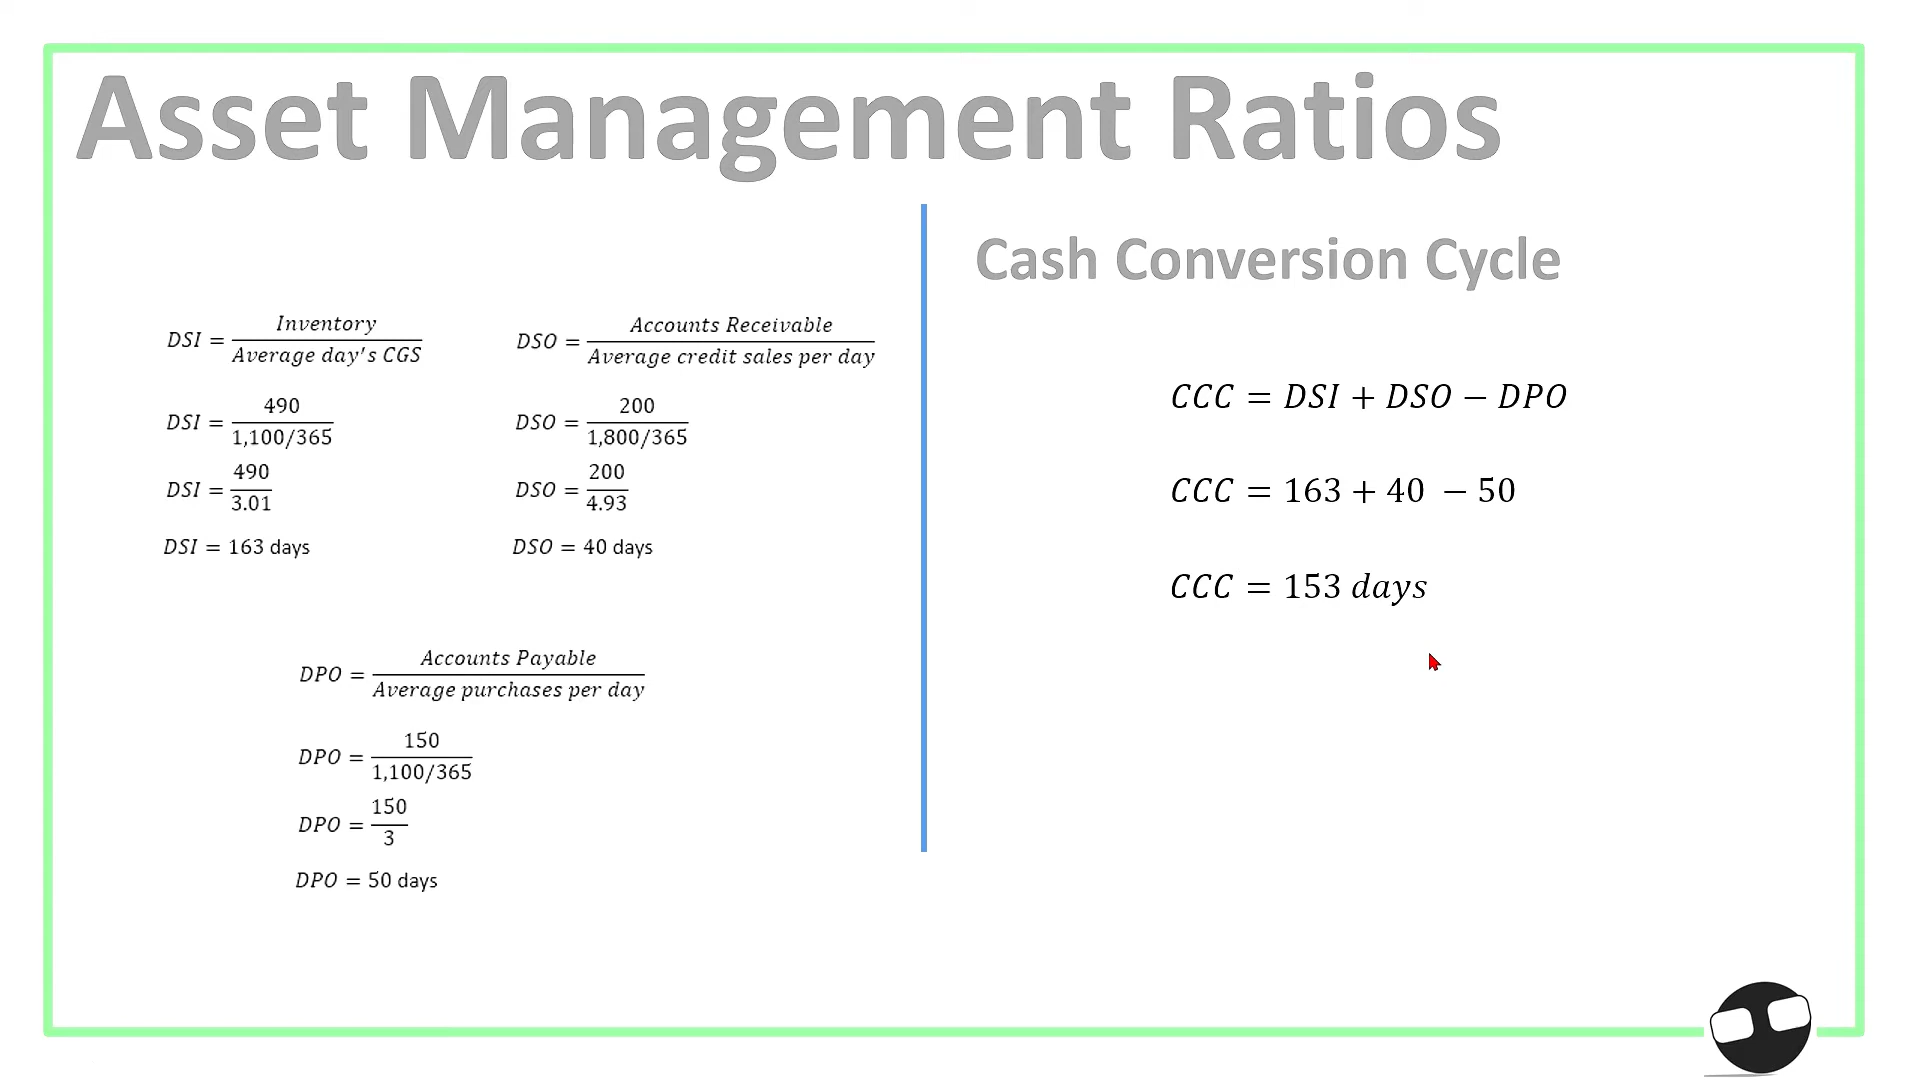 Asset Management Ratios
DSI = Inventory / Average day's CGS
DSI = 490 / 1,100/365
DSI = 490 / 3.01
DSI = 163 days
DSO = Accounts Receivable / Average credit sales per day
DSO = 200 / 1,800/365
DSO = 200 / 4.93
DSO = 40 days
DPO = Accounts Payable / Average purchases per day
DPO = 150 / 1,100/365
DPO = 150 / 3
DPO = 50 days
Cash Conversion Cycle
CCC = DSI + DSO − DPO
CCC = 163 + 40 − 50
CCC = 153 days